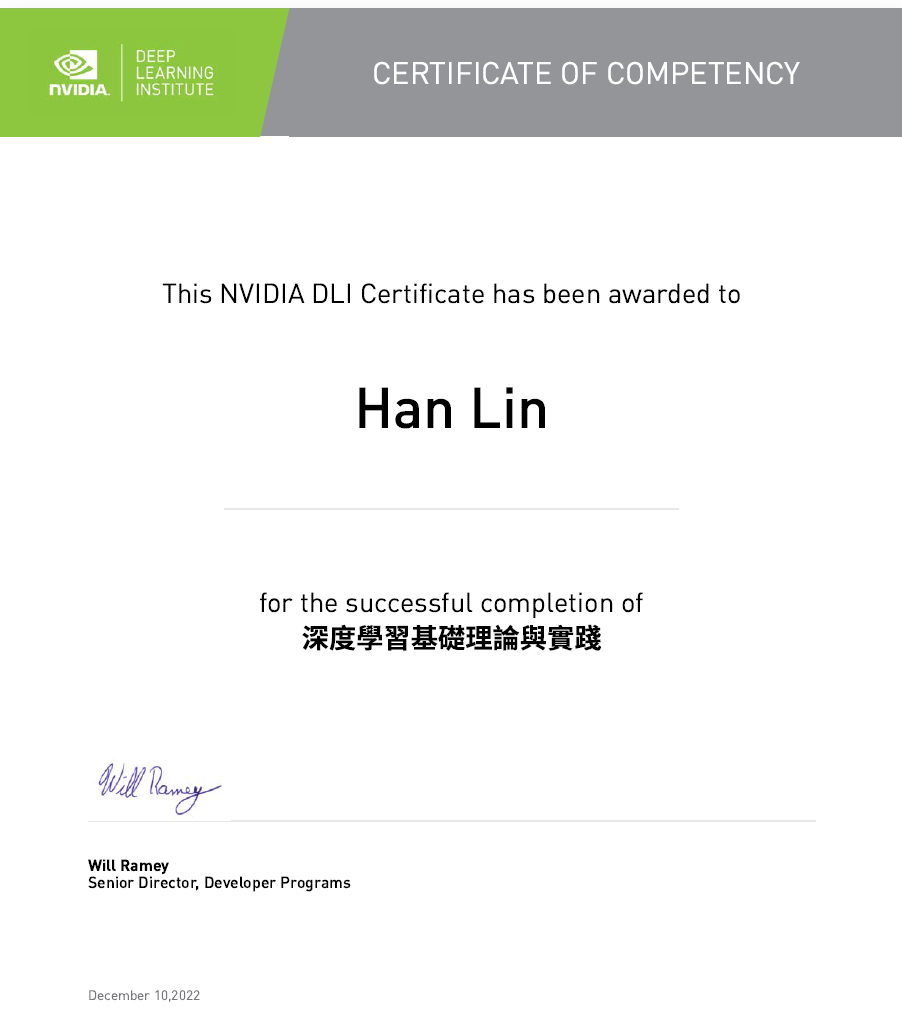 NVIDIA
DEEP
LEARNING
INSTITUTE
CERTIFICATE OF COMPETENCY
This NVIDIA DLI Certificate has been awarded to
Han Lin
for the successful completion of
深度學習基礎理論與實踐
Will Ramey
Will Ramey
Senior Director, Developer Programs
December 10,2022